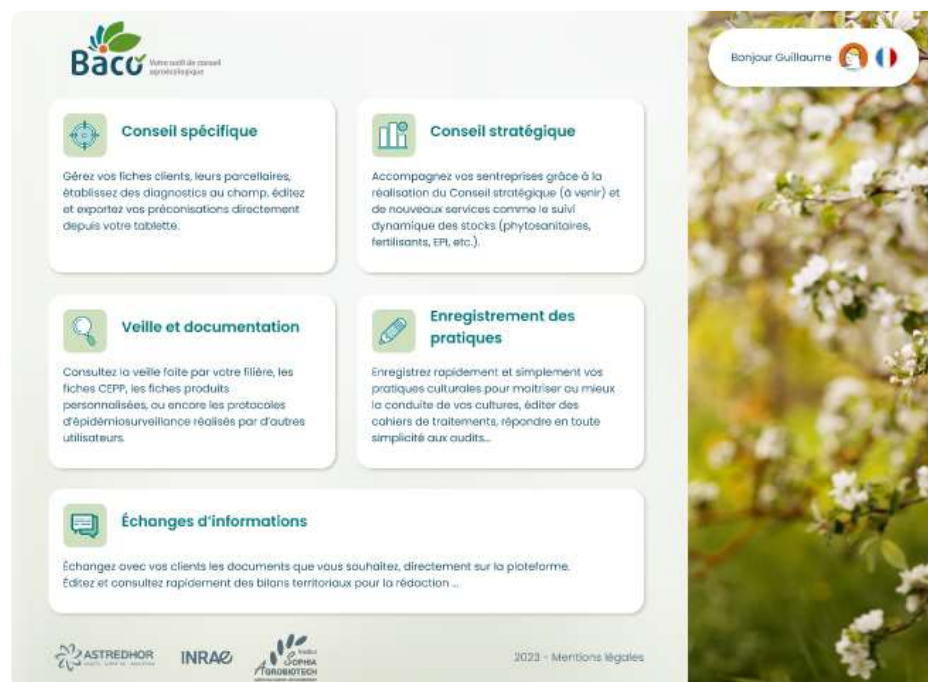 Baco
Votre outil de conseil
agroécologique
Bonjour Guillaume
Conseil spécifique
Gérez vos fiches clients, leurs parcellaires,
établissez des diagnostics au champ, éditez
et exportez vos préconisations directement
depuis votre tablette.
Conseil stratégique
Accompagnez vos sentreprises grâce à la
réalisation du Conseil stratégique (à venir) et
de nouveaux services comme le suivi
dynamique des stocks (phytosanitaires,
fertilisants, EPI, etc.).
Veille et documentation
Consultez la veille faite par votre filière, les
fiches CEPP, les fiches produits
personnalisées, ou encore les protocoles
d'épidémiosurveillance réalisés par d'autres
utilisateurs.
Enregistrement des
pratiques
Enregistrez rapidement et simplement vos
pratiques culturales pour maîtriser au mieux
la conduite de vos cultures, éditer des
cahiers de traitements, répondre en toute
simplicité aux audits...
Échanges d'informations
Échangez avec vos clients les documents que vous souhaitez, directement sur la plateforme.
Éditez et consultez rapidement des bilans territoriaux pour la rédaction ...
ASTREDHOR
INRAE
Institut
SOPHIA
AGROBIOTECH
2023 - Mentions légales